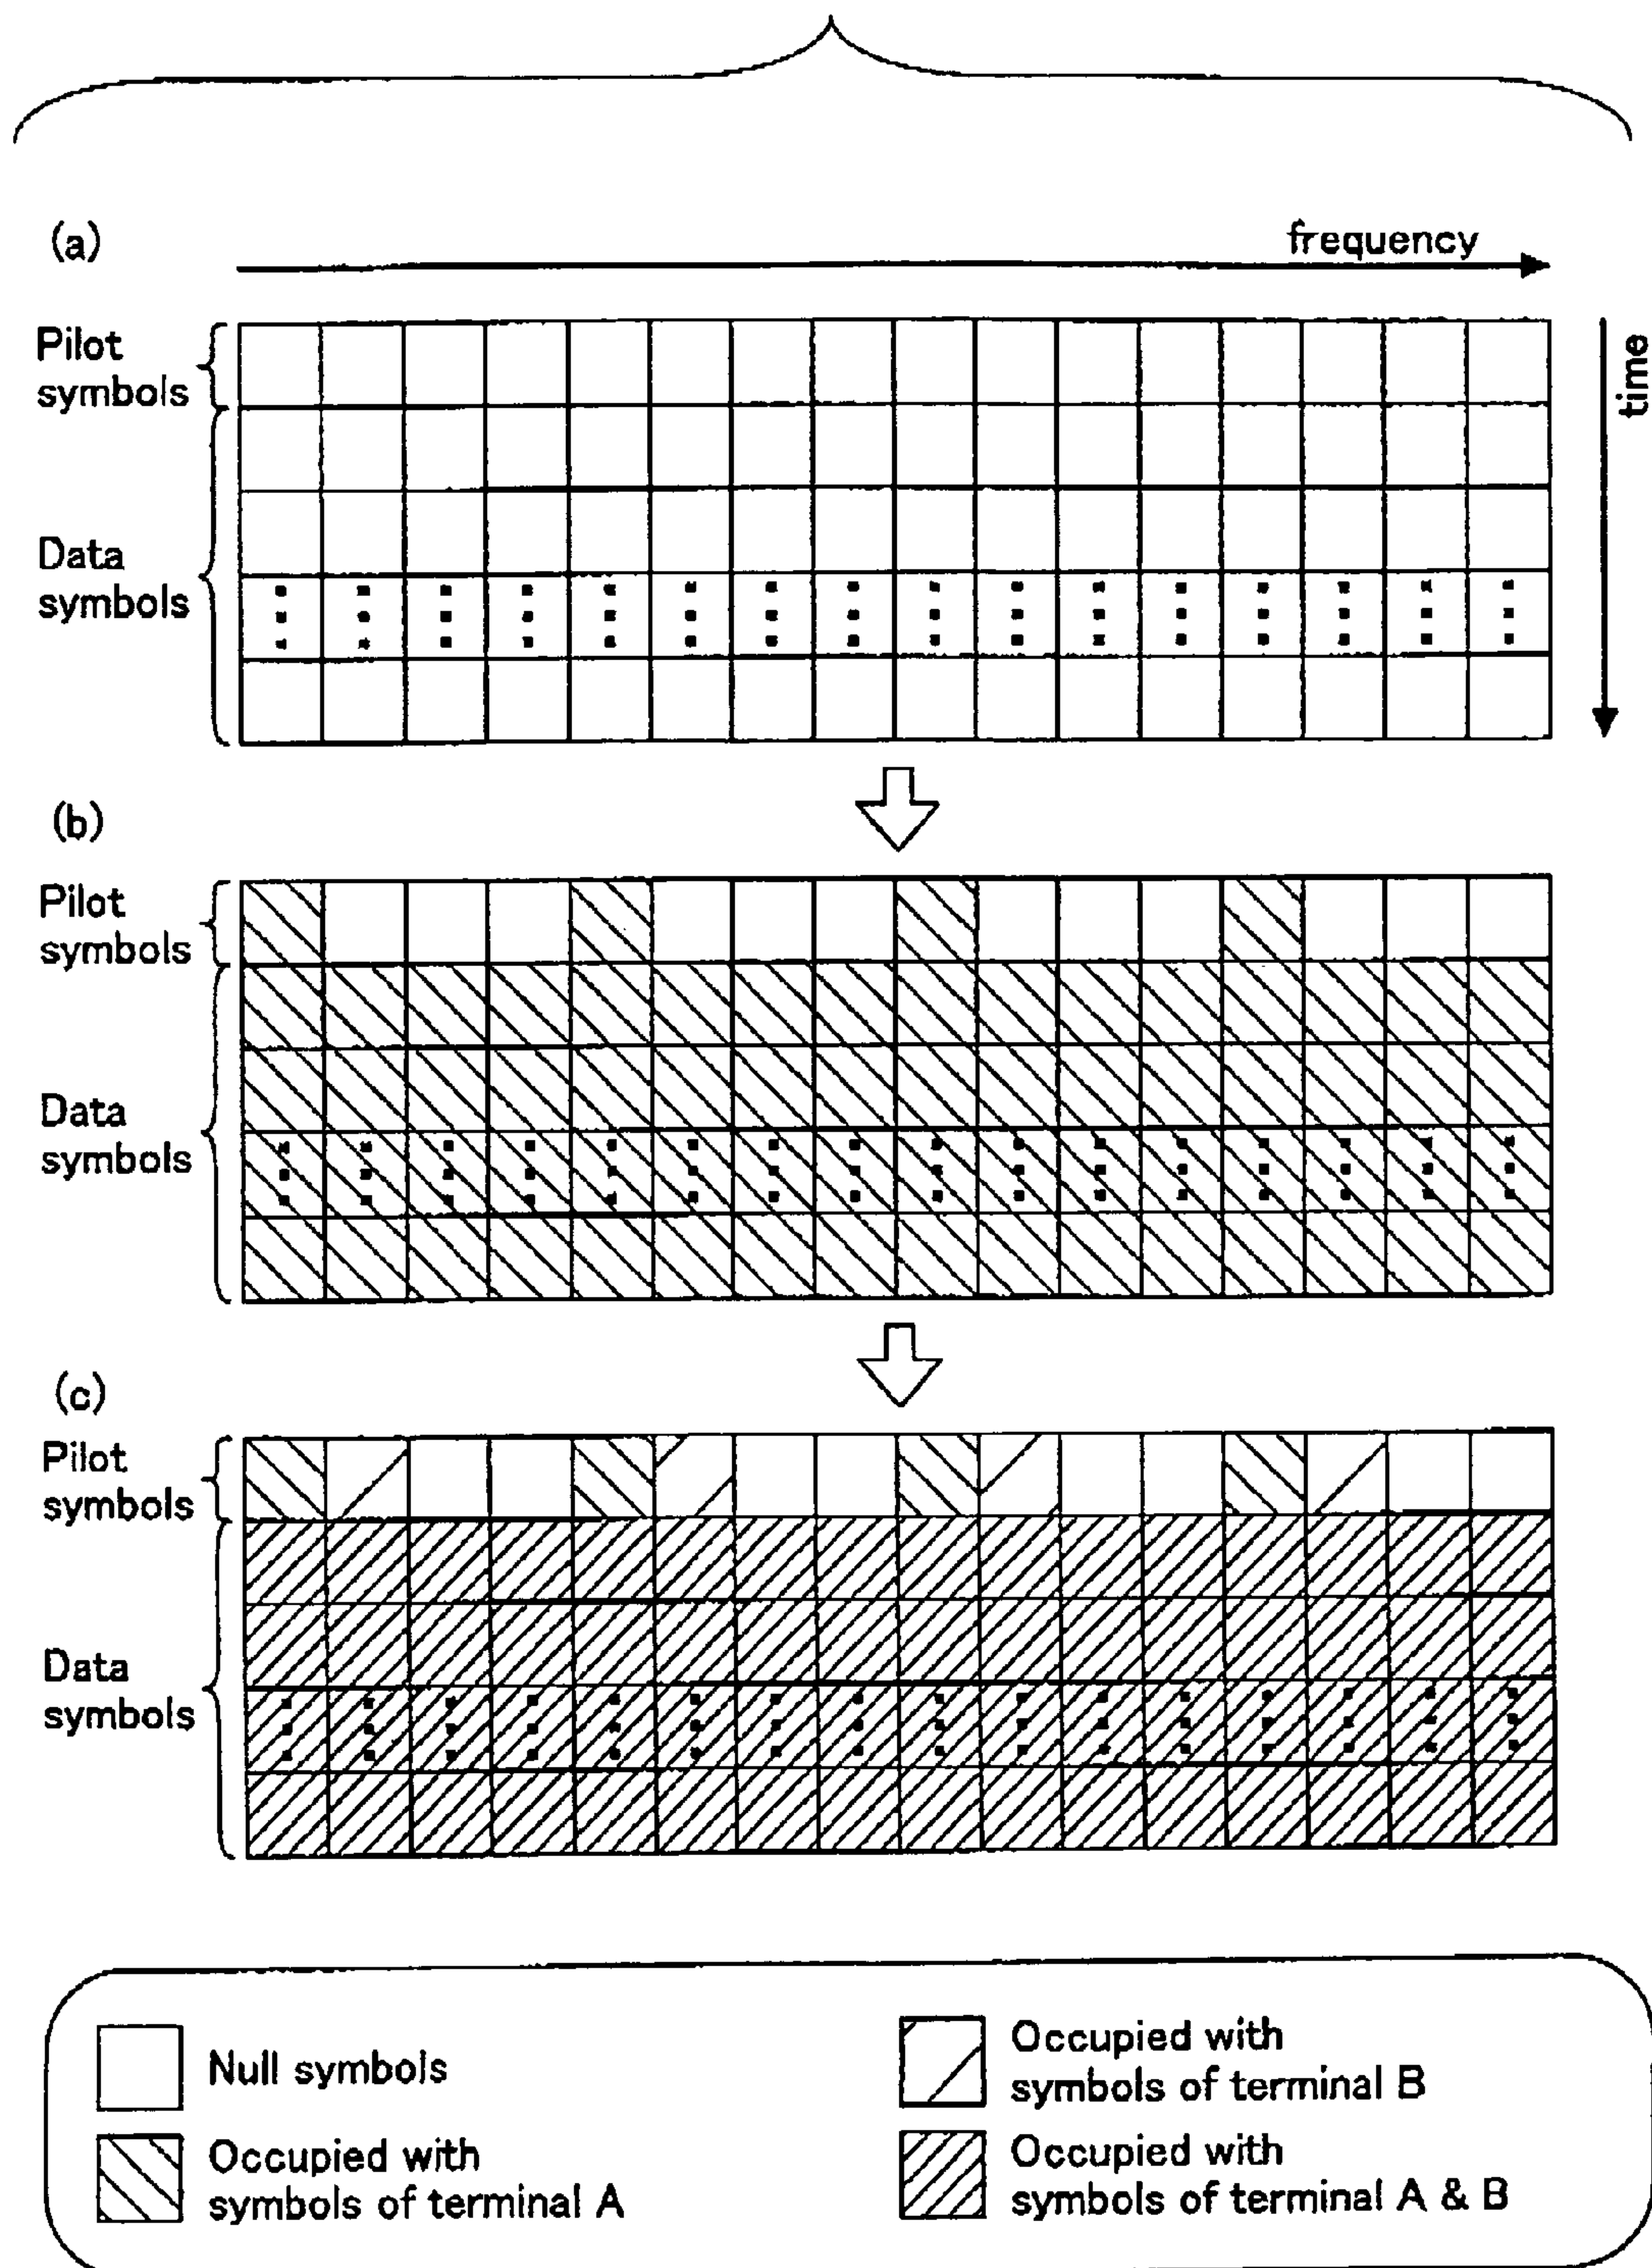 (a)
frequency
time
Pilot
symbols
Data
symbols
(b)
Pilot
symbols
Data
symbols
(c)
Pilot
symbols
Data
symbols
Null symbols
Occupied with
symbols of terminal A
Occupied with
symbols of terminal B
Occupied with
symbols of terminal A & B